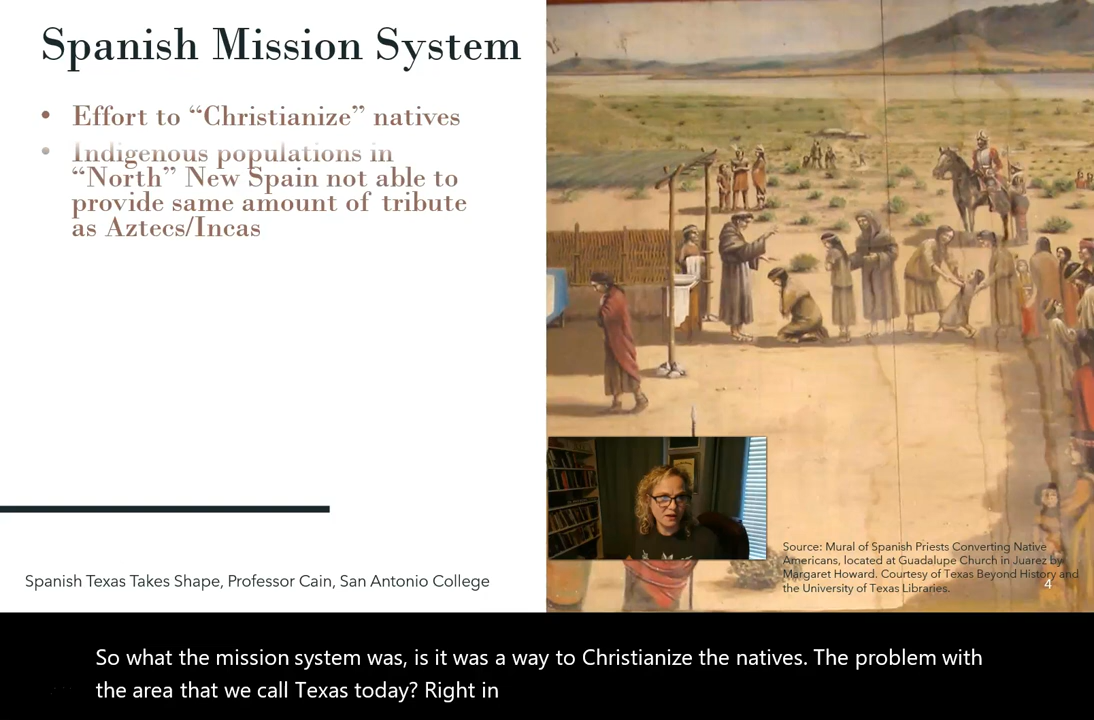 Spanish Mission System
• Effort to “Christianize” natives
• Indigenous populations in
“North” New Spain not able to
provide same amount of tribute
as Aztecs/Incas
Spanish Texas Takes Shape, Professor Cain, San Antonio College
Source: Mural of Spanish Priests Converting Native
Americans, located at Guadalupe Church in Juarez by
Margaret Howard. Courtesy of Texas Beyond History and
the University of Texas Libraries.
4
So what the mission system was, is it was a way to Christianize the natives. The problem with
the area that we call Texas today? Right in